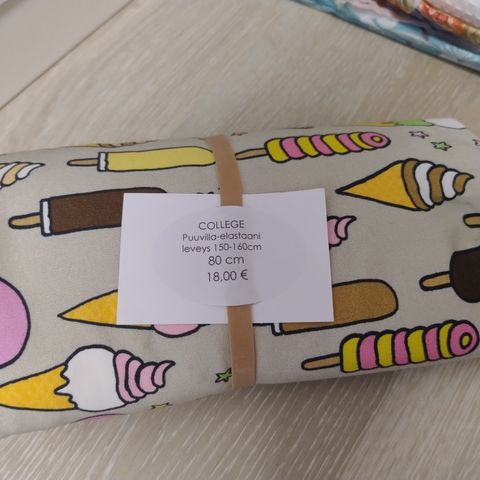 COLLEGE
Puuvilla-elastaani
leveys 150-160cm
80 cm
18,00 €